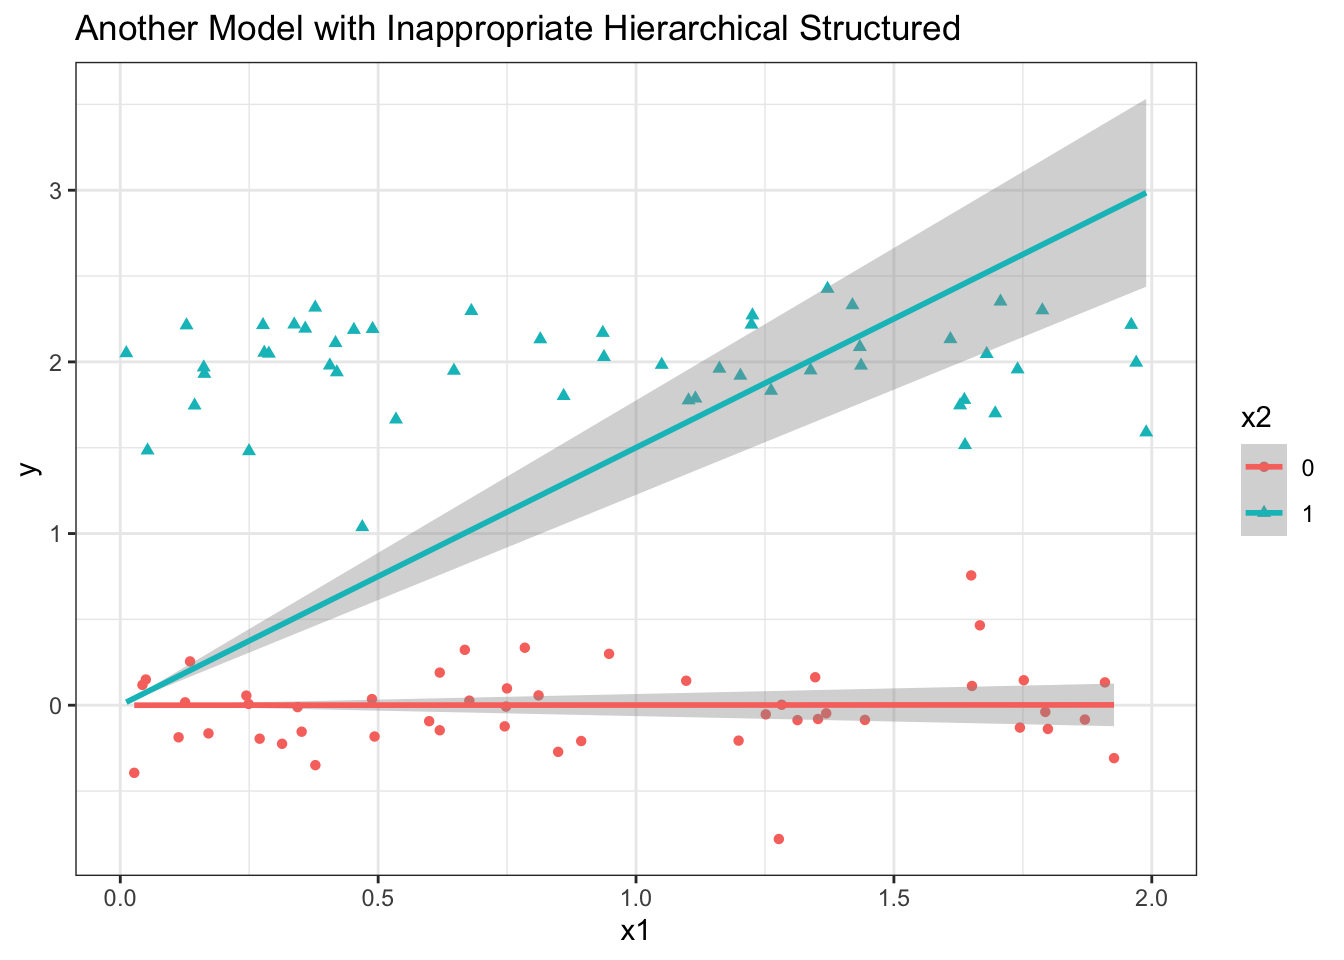 Another Model with Inappropriate Hierarchical Structured
3
2
1
0
y
0.0 0.5 1.0 1.5 2.0
x1
x2
0
1